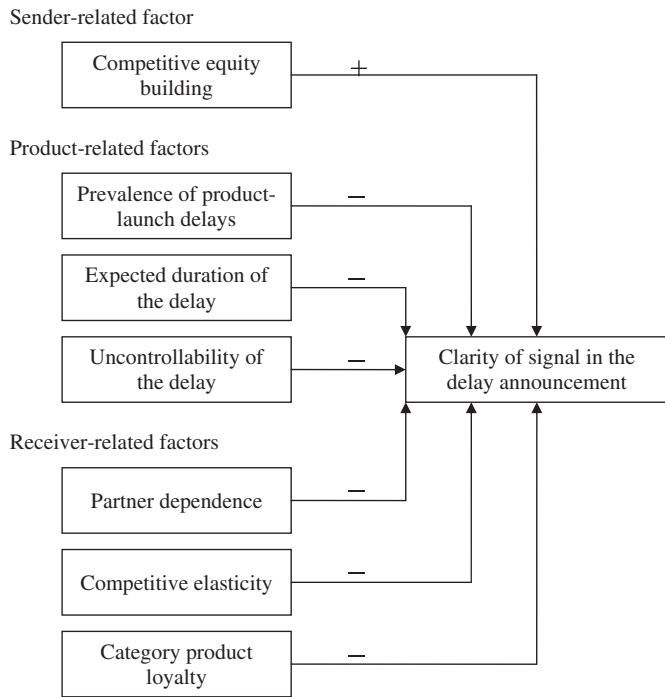 Sender-related factor
Competitive equity
building
+
Product-related factors
Prevalence of product-
launch delays
–
Expected duration of
the delay
–
Uncontrollability of
the delay
–
Clarity of signal in the
delay announcement
Receiver-related factors
Partner dependence
–
Competitive elasticity
–
Category product
loyalty
–